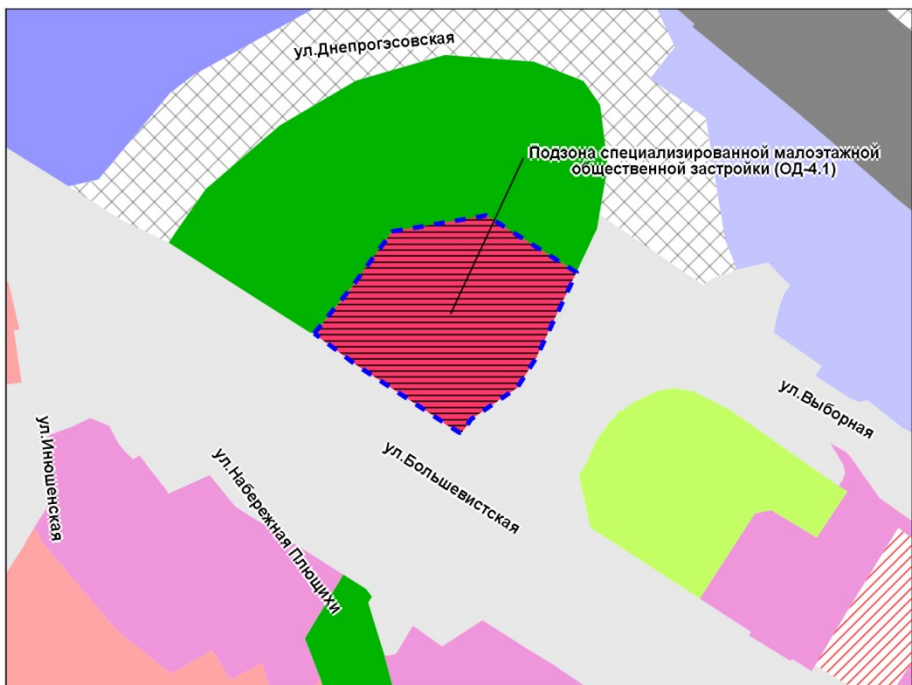 ул.Днепрогэсовская
Подзона специализированной малоэтажной
общественной застройки (ОД-4.1)
ул.Выборная
ул.Большевистская
ул.Набережная Плющихи
ул.Инюшенская